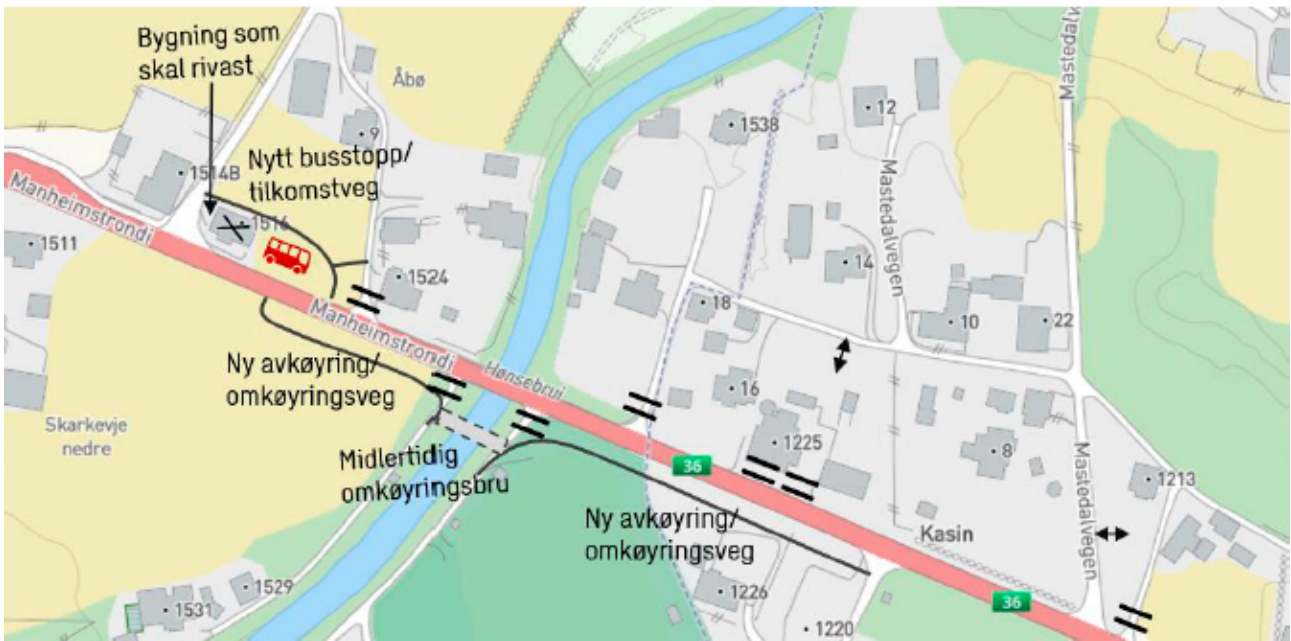 Bygning som
skal rivast
Åbø
9
12
1538
Mastedalv
1514B
Nytt busstopp/
tilkomstveg
Manheimstrondi
1516
1511
Mastedalvegen
14
1524
18
10
22
Manheimstrondi
Hønsebrui
Ny avkøyring/
omkøyringsveg
16
Skarkevje
nedre
1225
8
Midlertidig
omkøyringsbru
36
Mastedalvegen
1213
Ny avkøyring/
omkøyringsveg
Kasin
1529
1531
1226
1220
36